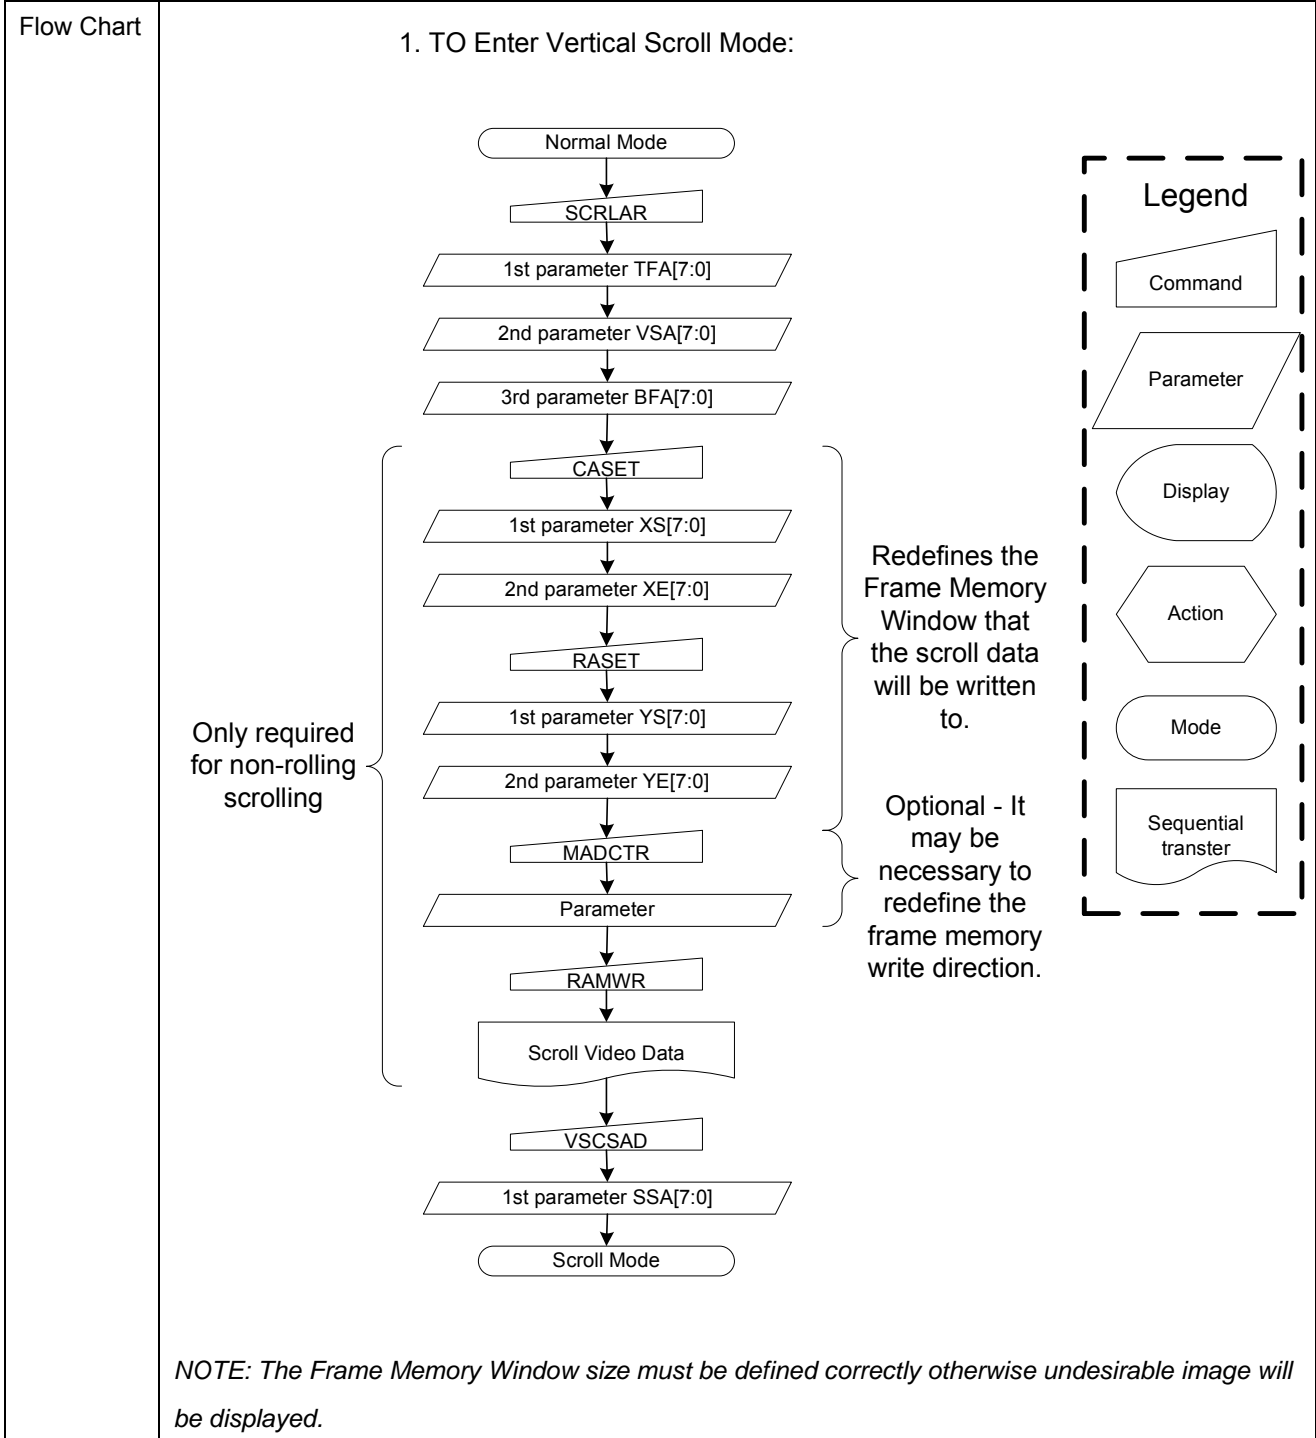 Flow Chart
1. TO Enter Vertical Scroll Mode:
Normal Mode
SCRLAR
1st parameter TFA[7:0]
2nd parameter VSA[7:0]
3rd parameter BFA[7:0]
CASET
1st parameter XS[7:0]
2nd parameter XE[7:0]
RASET
1st parameter YS[7:0]
2nd parameter YE[7:0]
MADCTR
Parameter
RAMWR
Scroll Video Data
VSCSAD
1st parameter SSA[7:0]
Scroll Mode
Only required
for non-rolling
scrolling
Redefines the
Frame Memory
Window that
the scroll data
will be written
to.
Optional - It
may be
necessary to
redefine the
frame memory
write direction.
Legend
Command
Parameter
Display
Action
Mode
Sequential
transter
NOTE: The Frame Memory Window size must be defined correctly otherwise undesirable image will
be displayed.